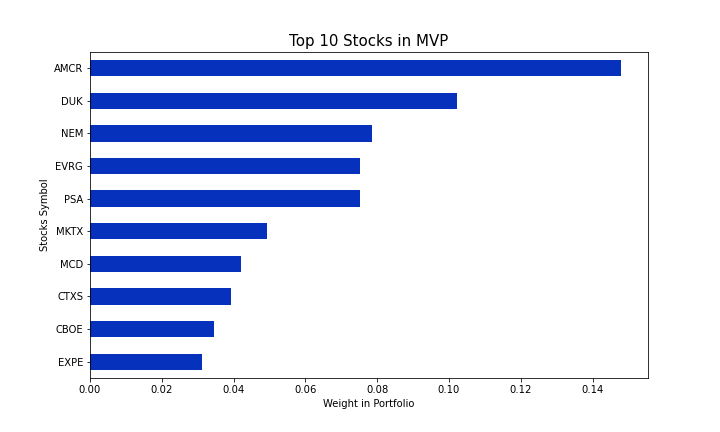 Top 10 Stocks in MVP
AMCR
DUK
NEM
EVRG
PSA
MKTX
MCD
CTXS
CBOE
EXPE
Stocks Symbol
0.00 0.02 0.04 0.06 0.08 0.10 0.12 0.14
Weight in Portfolio